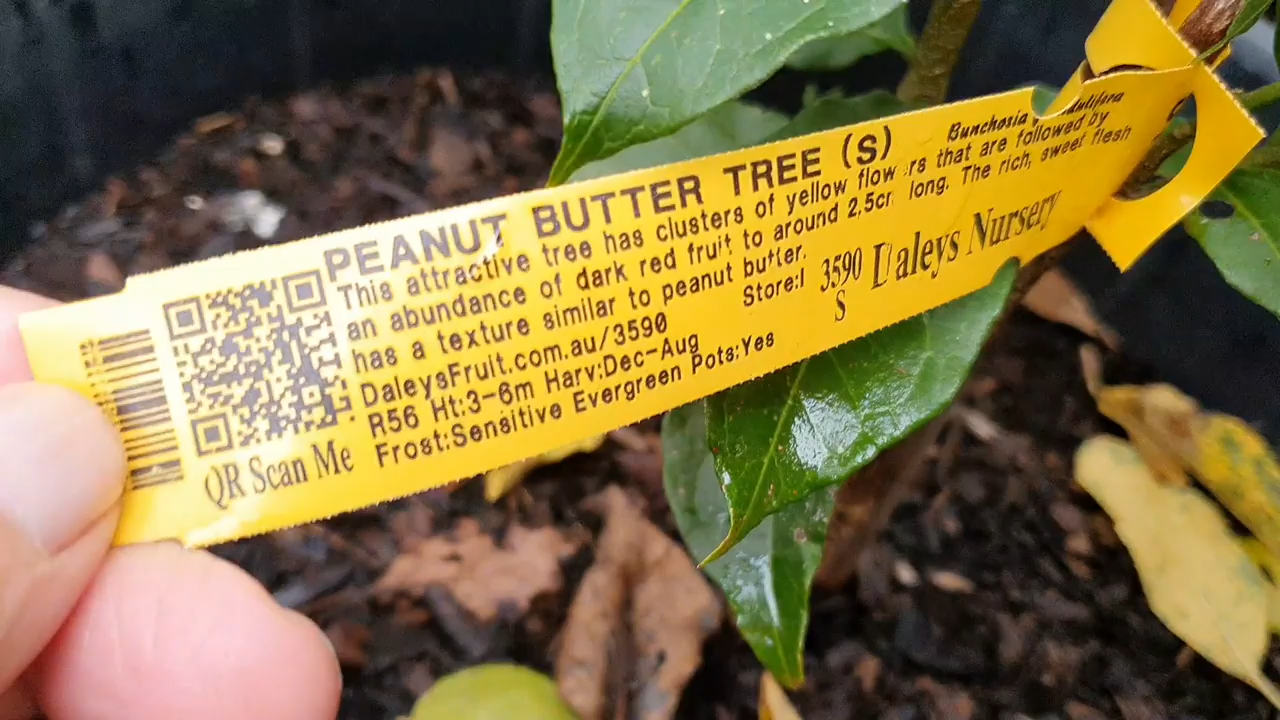 PEANUT BUTTER TREE (S)
Bunchosia
This attractive tree has clusters of yellow flow rs that are followed by
an abundance of dark red fruit to around 2.5cr long. The rich, sweet flesh
has a texture similar to peanut butter.
DaleysFruit.com.au/3590
Store:I 3590 Daleys Nursery
S
R56 Ht:3-6m Harv:Dec-Aug
Frost:Sensitive Evergreen Pots:Yes
QR Scan Me